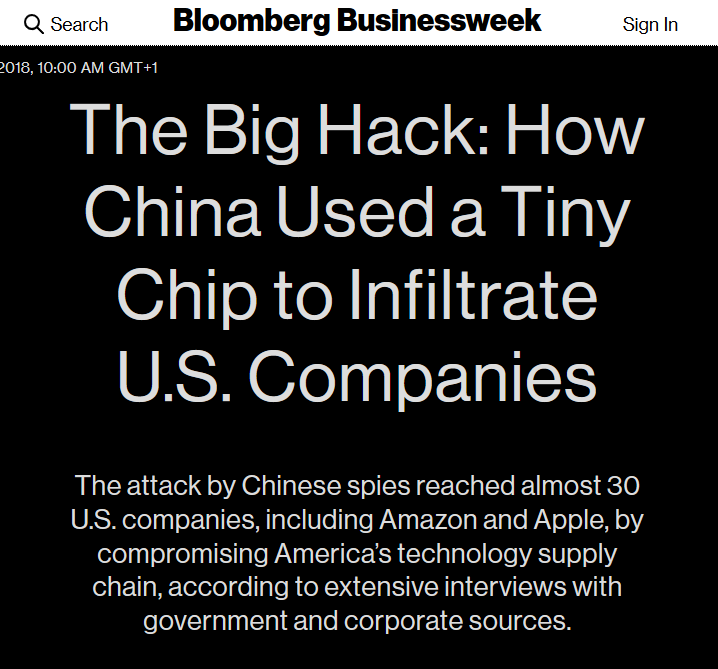 Search
Bloomberg Businessweek
Sign In
2018, 10:00 AM GMT+1
The Big Hack: How
China Used a Tiny
Chip to Infiltrate
U.S. Companies
The attack by Chinese spies reached almost 30
U.S. companies, including Amazon and Apple, by
compromising America’s technology supply
chain, according to extensive interviews with
government and corporate sources.